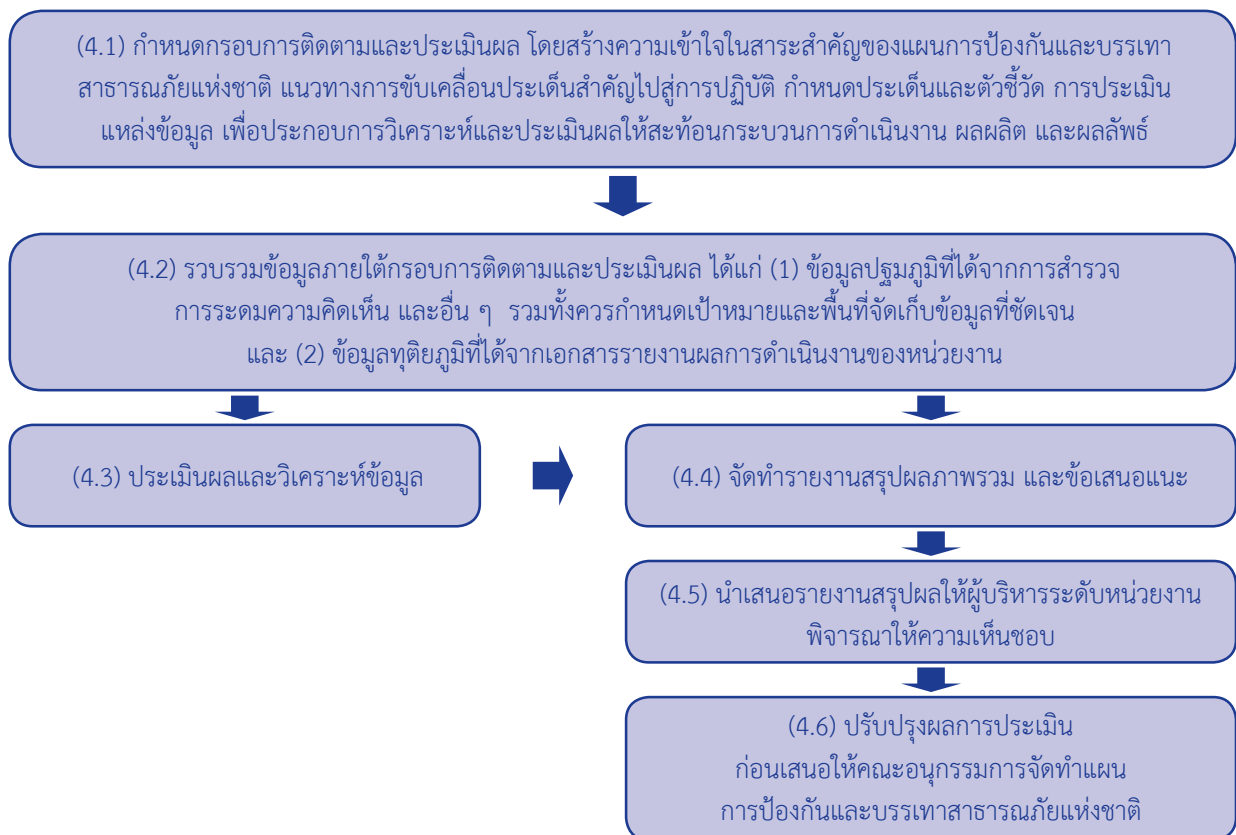 (4.1) กำหนดกรอบการติดตามและประเมินผล โดยสร้างความเข้าใจในสาระสำคัญของแผนการป้องกันและบรรเทา
สาธารณภัยแห่งชาติ แนวทางการขับเคลื่อนประเด็นสำคัญไปสู่การปฏิบัติ กำหนดประเด็นและตัวชี้วัด การประเมิน
แหล่งข้อมูล เพื่อประกอบการวิเคราะห์และประเมินผลให้สะท้อนกระบวนการดำเนินงาน ผลผลิต และผลลัพธ์
(4.2) รวบรวมข้อมูลภายใต้กรอบการติดตามและประเมินผล ได้แก่ (1) ข้อมูลปฐมภูมิที่ได้จากการสำรวจ
การระดมความคิดเห็น และอื่น ๆ รวมทั้งควรกำหนดเป้าหมายและพื้นที่จัดเก็บข้อมูลที่ชัดเจน
และ (2) ข้อมูลทุติยภูมิที่ได้จากเอกสารรายงานผลการดำเนินงานของหน่วยงาน
(4.3) ประเมินผลและวิเคราะห์ข้อมูล
(4.4) จัดทำรายงานสรุปผลภาพรวม และข้อเสนอแนะ
(4.5) นำเสนอรายงานสรุปผลให้ผู้บริหารระดับหน่วยงาน
พิจารณาให้ความเห็นชอบ
(4.6) ปรับปรุงผลการประเมิน
ก่อนเสนอให้คณะอนุกรรมการจัดทำแผน
การป้องกันและบรรเทาสาธารณภัยแห่งชาติ